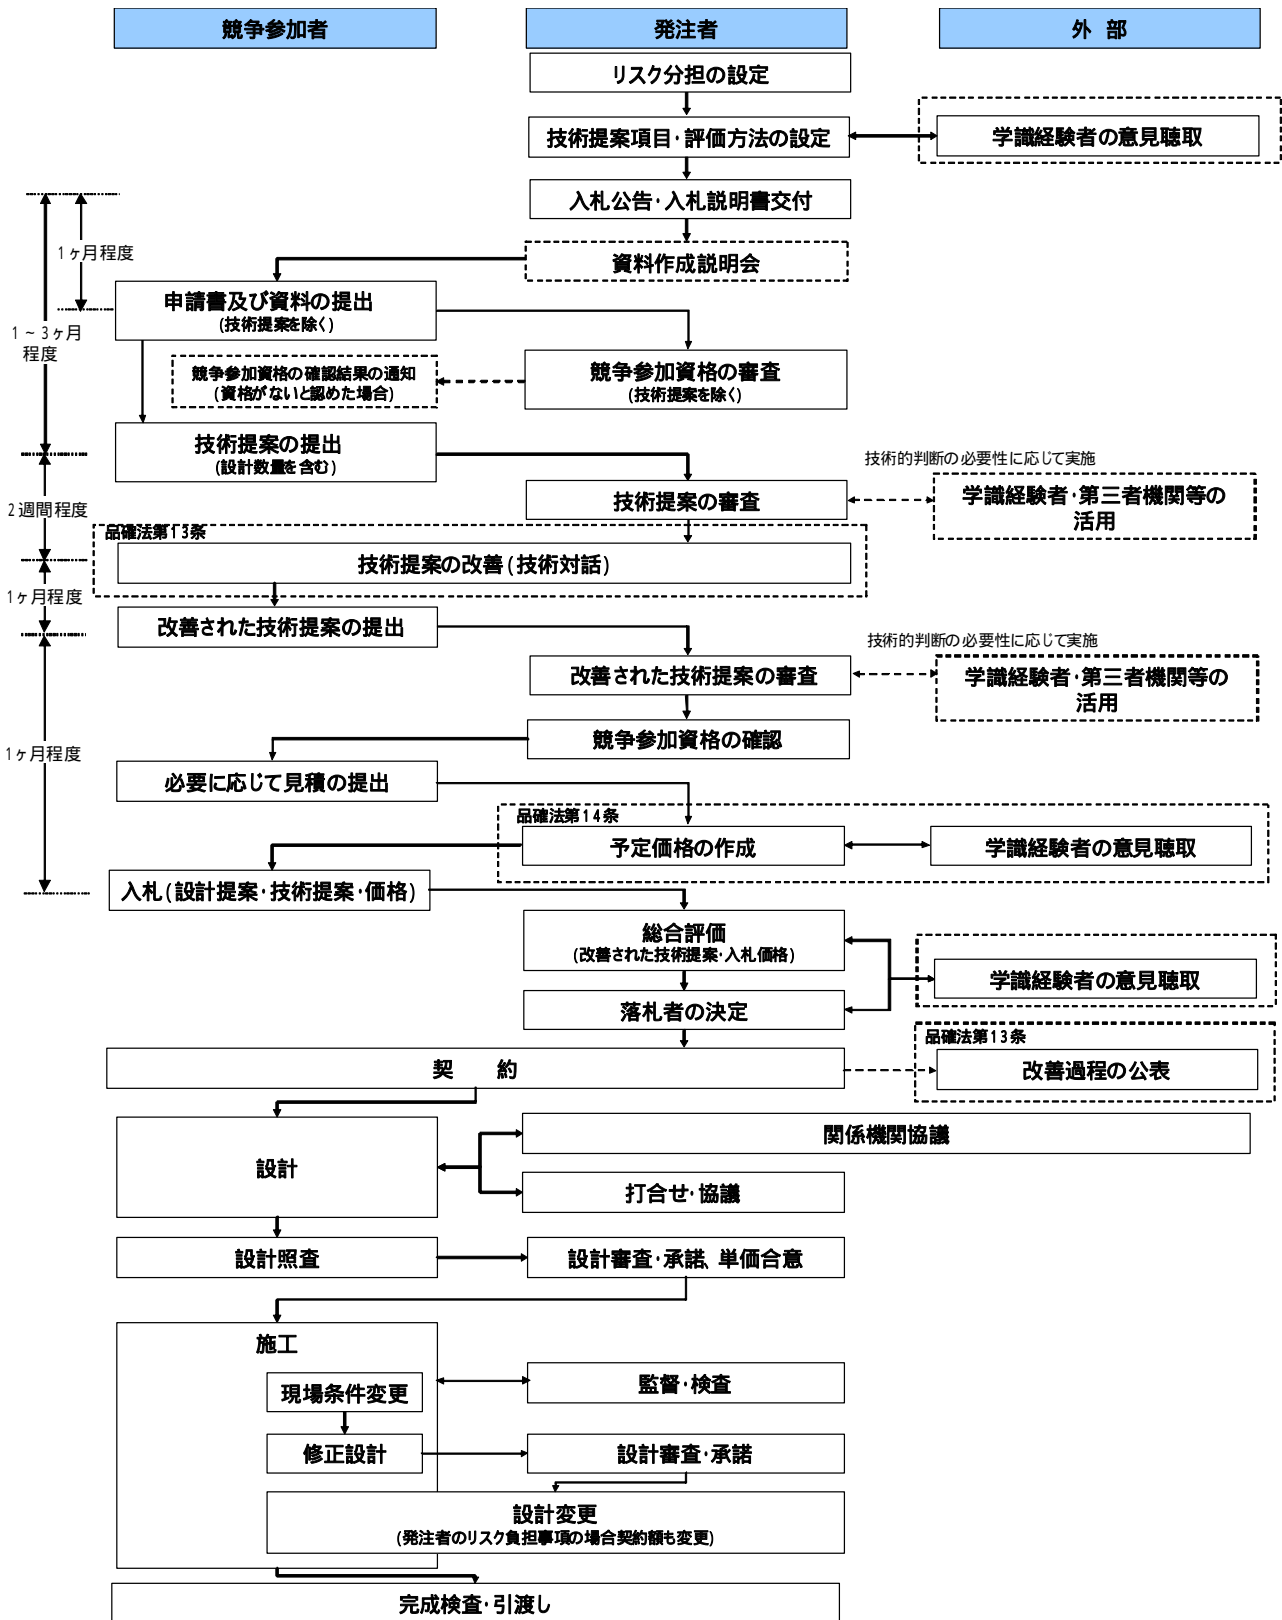 競争参加者
発注者
外 部
リスク分担の設定
技術提案項目・評価方法の設定
学識経験者の意見聴取
入札公告・入札説明書交付
1ヶ月程度
資料作成説明会
申請書及び資料の提出
(技術提案を除く)
1~3ヶ月
程度
競争参加資格の確認結果の通知
(資格がないと認めた場合)
競争参加資格の審査
(技術提案を除く)
技術提案の提出
(設計数量を含む)
技術的判断の必要性に応じて実施
2週間程度
技術提案の審査
学識経験者・第三者機関等の
活用
品確法第13条
技術提案の改善(技術対話)
1ヶ月程度
改善された技術提案の提出
技術的判断の必要性に応じて実施
改善された技術提案の審査
学識経験者・第三者機関等の
活用
競争参加資格の確認
1ヶ月程度
必要に応じて見積の提出
品確法第14条
予定価格の作成
学識経験者の意見聴取
入札(設計提案・技術提案・価格)
総合評価
(改善された技術提案・入札価格)
学識経験者の意見聴取
落札者の決定
品確法第13条
契 約
改善過程の公表
設計
関係機関協議
打合せ・協議
設計照査
設計審査・承諾、単価合意
施工
現場条件変更
監督・検査
修正設計
設計審査・承諾
設計変更
(発注者のリスク負担事項の場合契約額も変更)
完成検査・引渡し